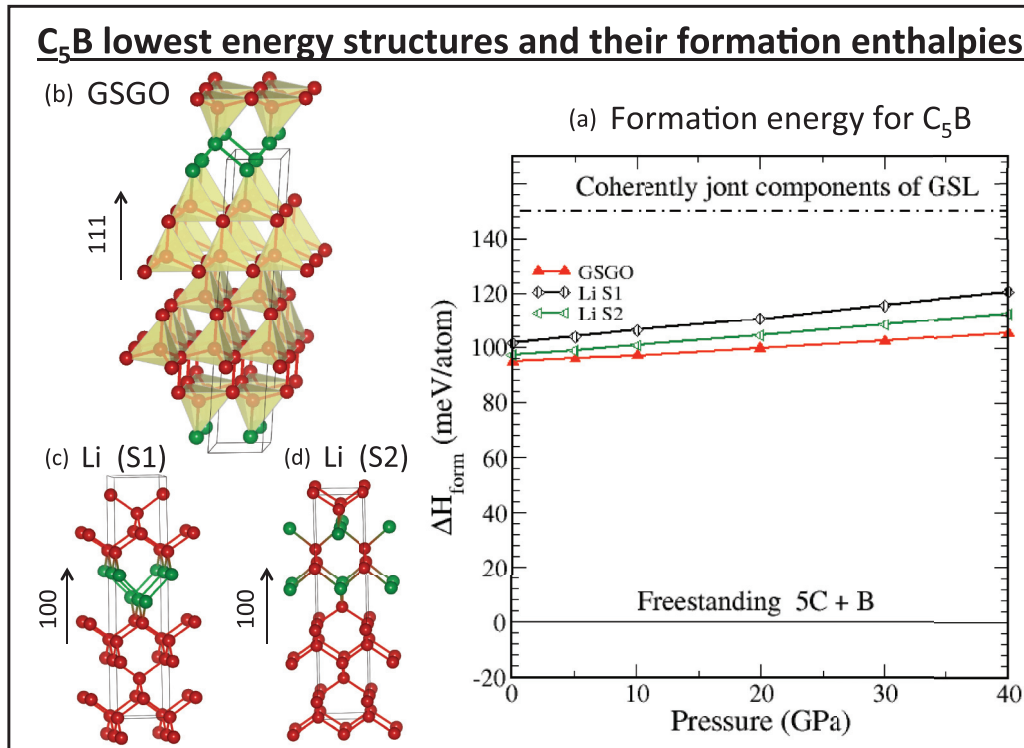 C₅B lowest energy structures and their formation enthalpies
(b) GSGO
111
(c) Li (S1)
100
(d) Li (S2)
100
(a) Formation energy for C₅B
Coherently jont components of GSL
GSGO
Li S1
Li S2
Freestanding 5C + B
ΔH_form (meV/atom)
140
120
100
80
60
40
20
0
-20
0 10 20 30 40
Pressure (GPa)